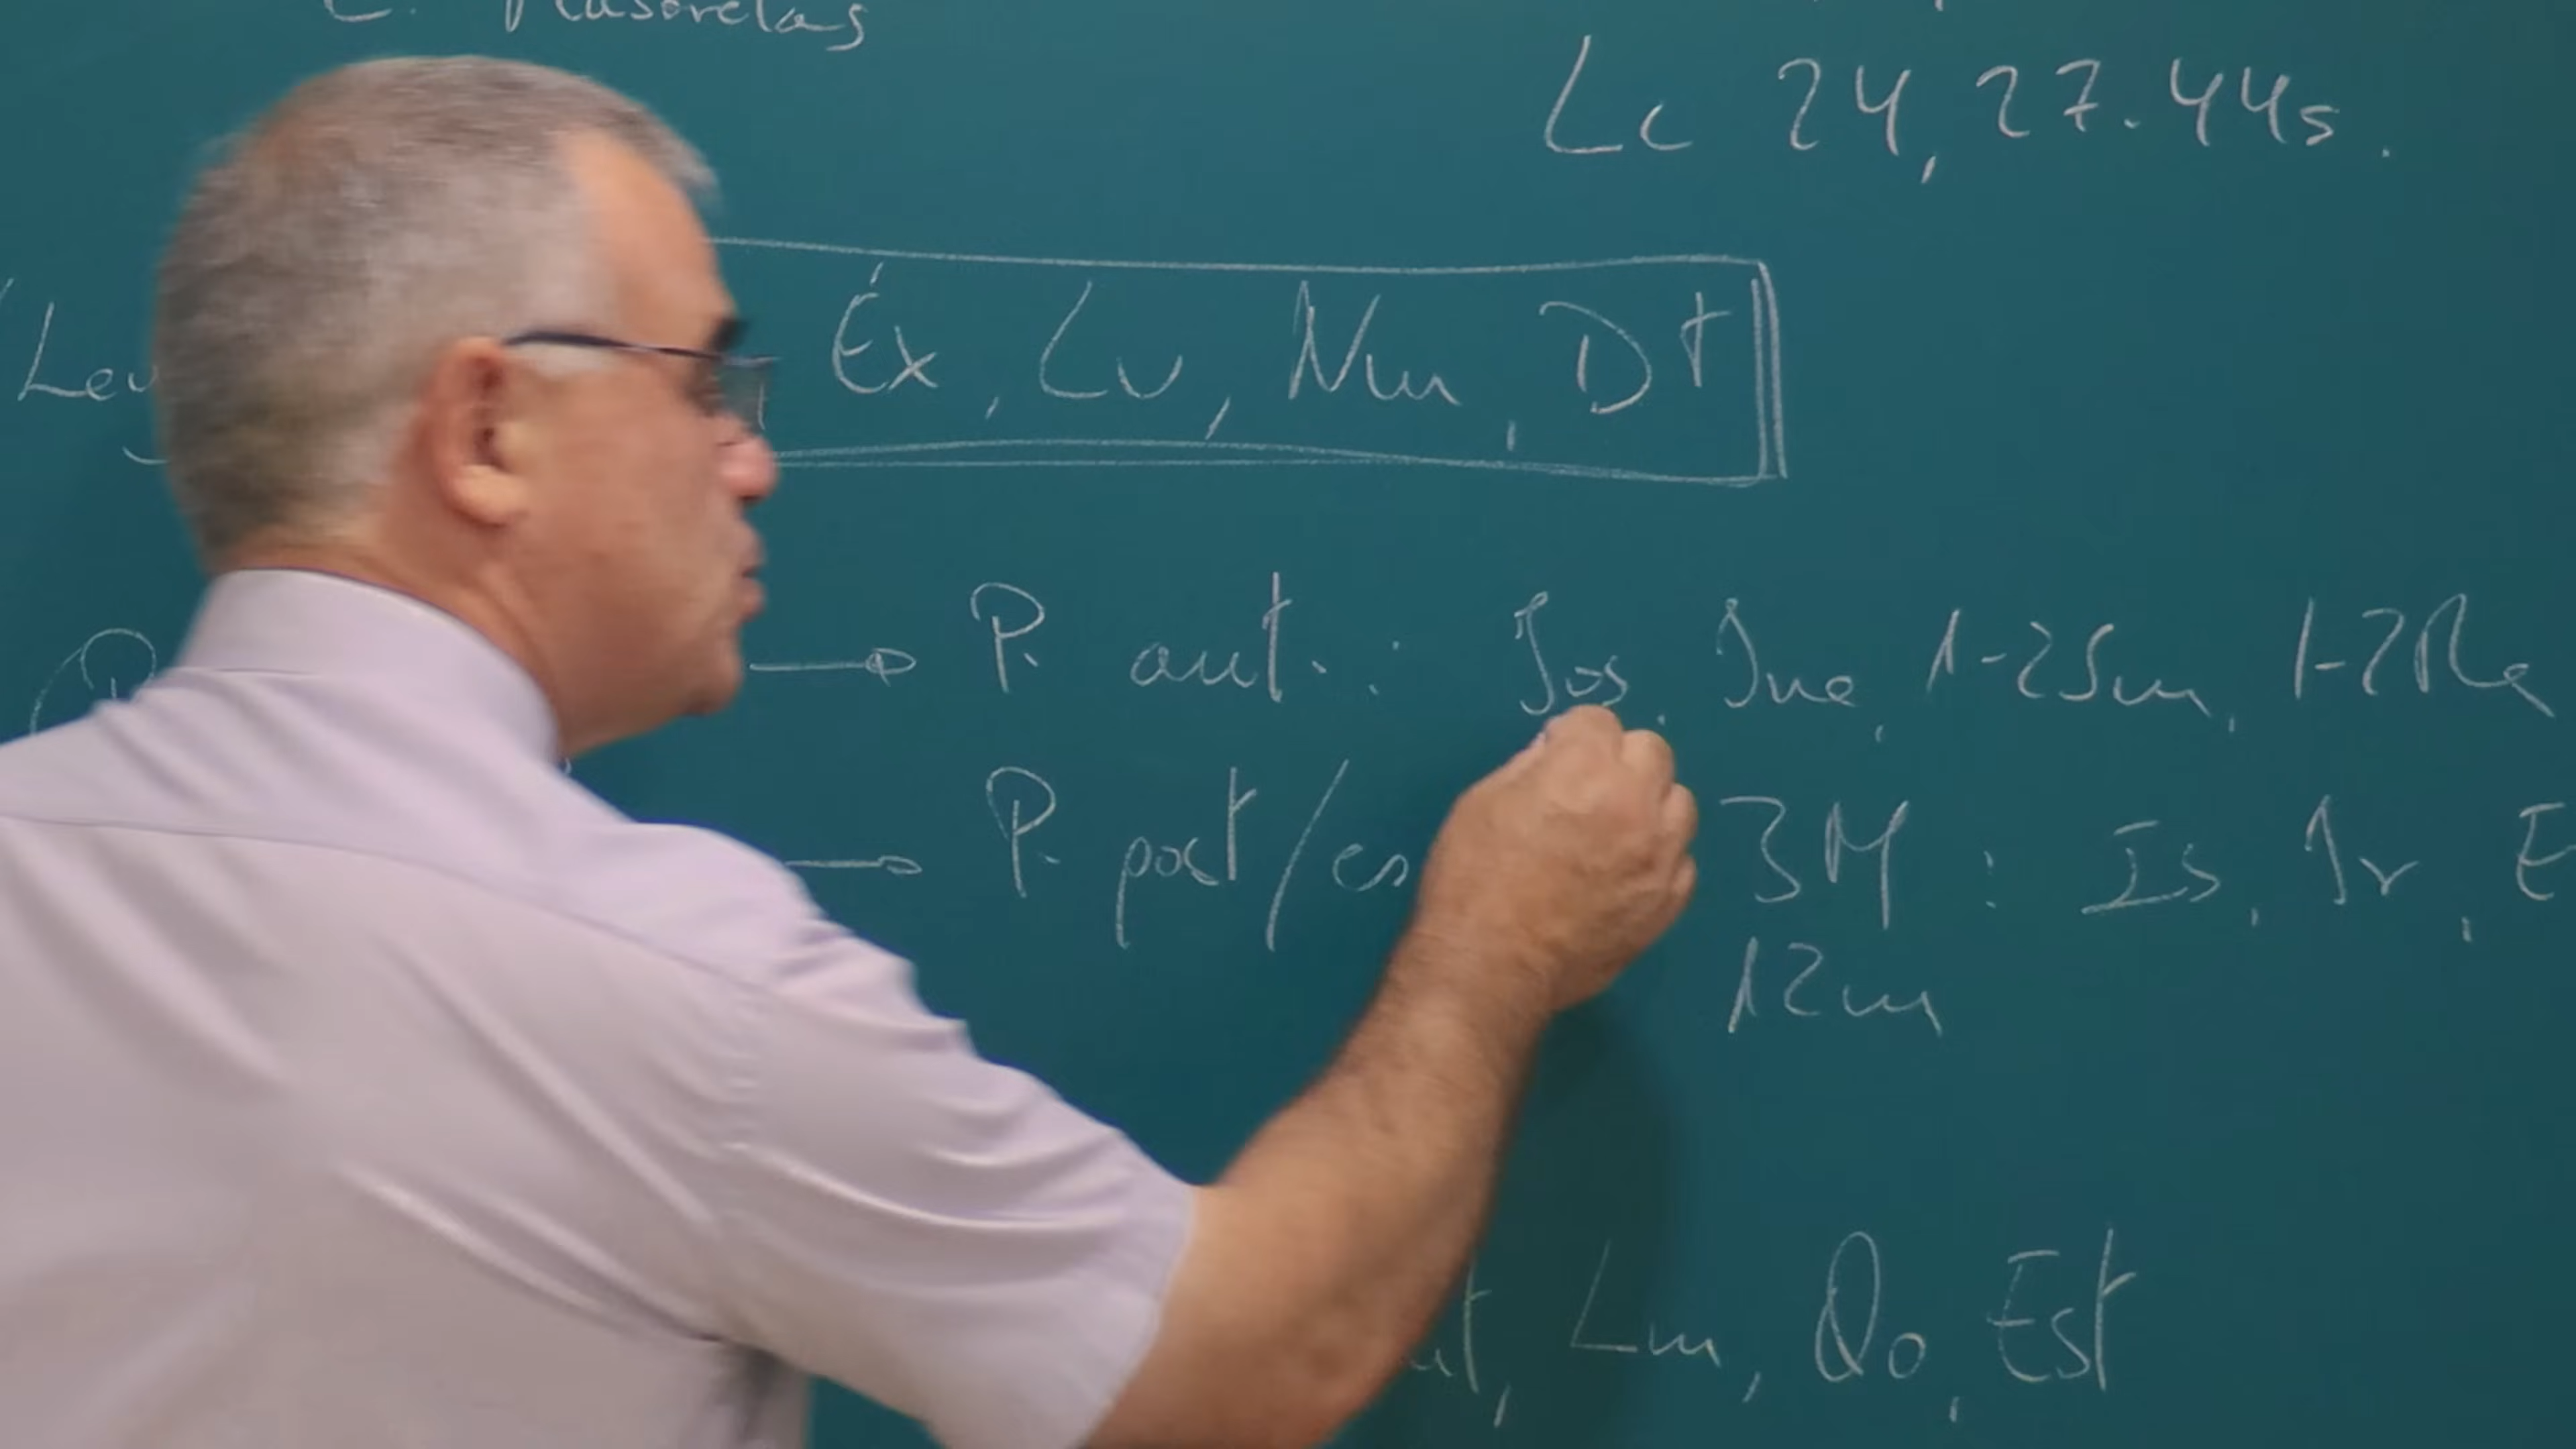 Lc 24, 27.44s.
Ley
Éx, Lv, Nm, Dt
P. ant.: Jos, Jue, 1-2Sm, 1-2Re
P. post/es 3M: Is, Jr, E
12m
Lm, Qo, Est